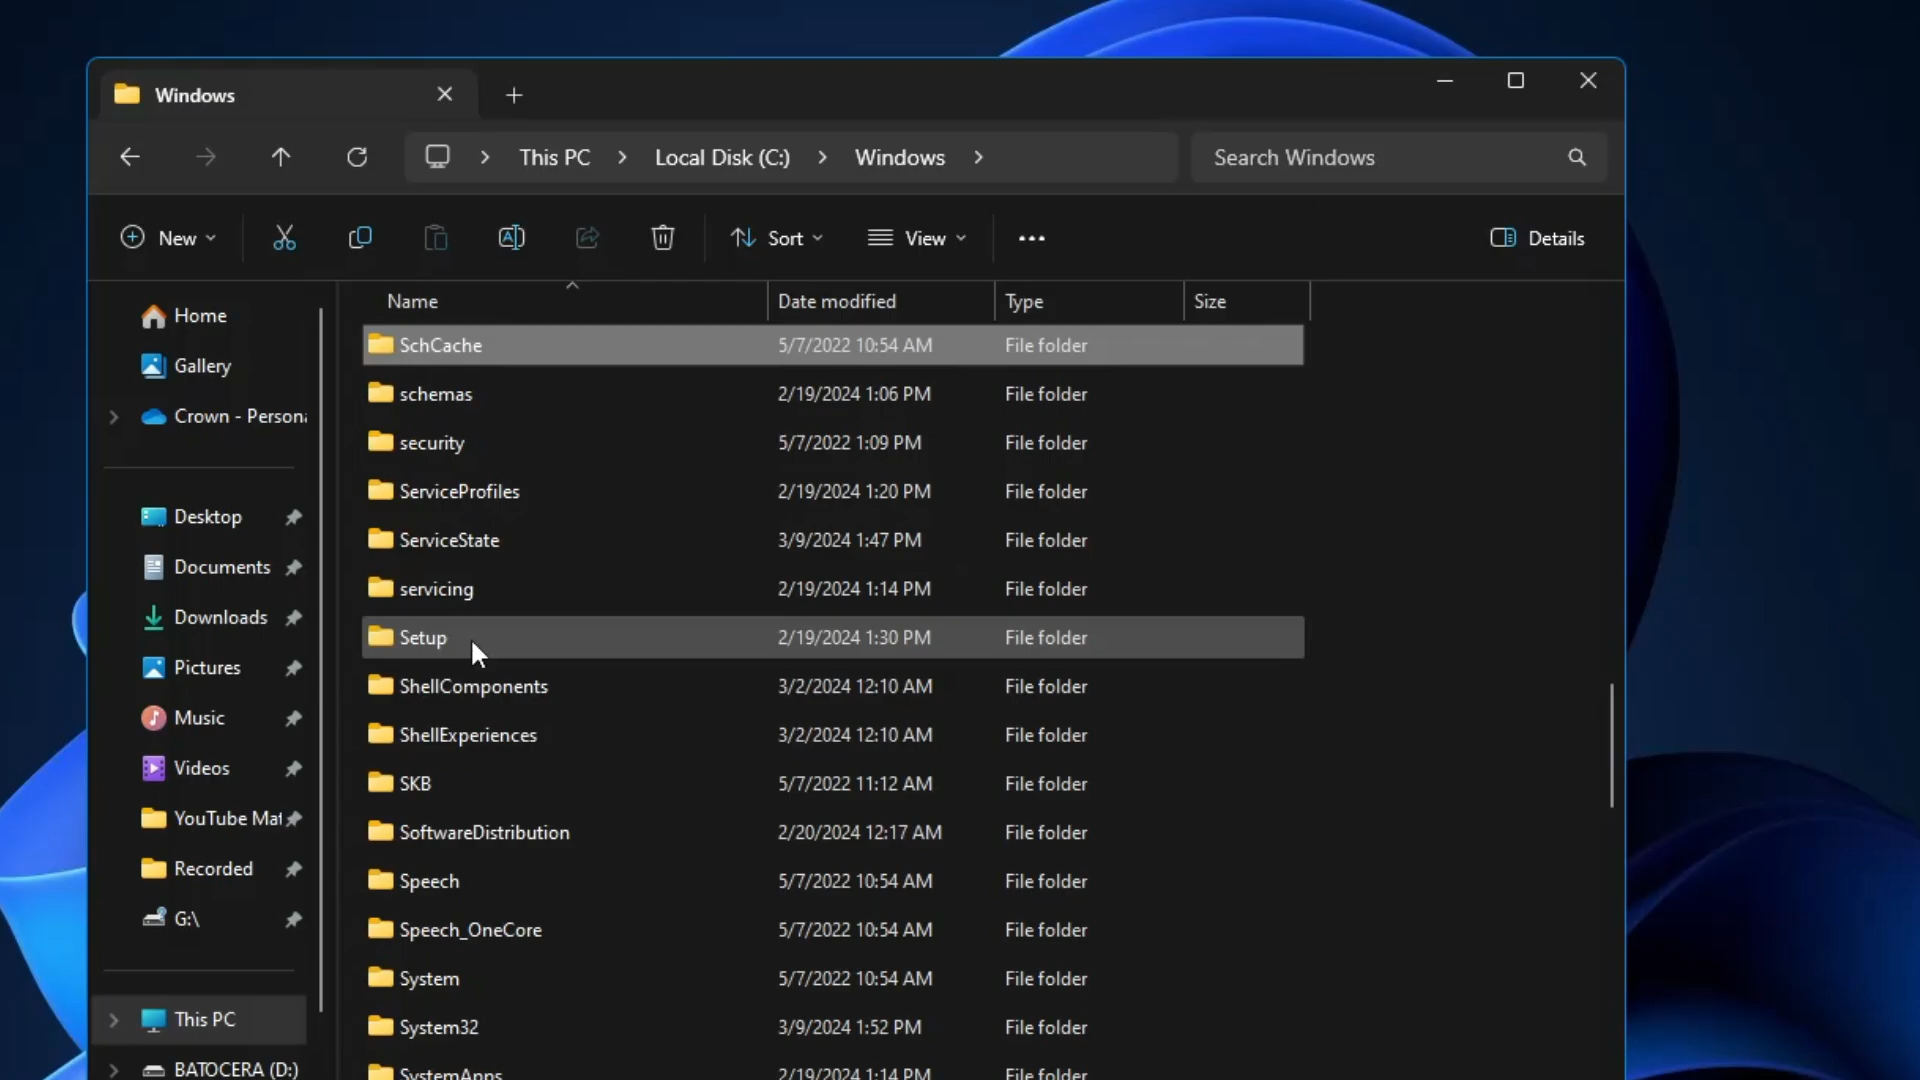 Windows
This PC
Local Disk (C:)
Windows
Search Windows
New
Sort
View
Details
Name
Date modified
Type
Size
Home
Gallery
Crown - Persona
Desktop
Documents
Downloads
Pictures
Music
Videos
YouTube Mat
Recorded
G:\
This PC
BATOCERA (D:)
SchCache 5/7/2022 10:54 AM File folder
schemas 2/19/2024 1:06 PM File folder
security 5/7/2022 1:09 PM File folder
ServiceProfiles 2/19/2024 1:20 PM File folder
ServiceState 3/9/2024 1:47 PM File folder
servicing 2/19/2024 1:14 PM File folder
Setup 2/19/2024 1:30 PM File folder
ShellComponents 3/2/2024 12:10 AM File folder
ShellExperiences 3/2/2024 12:10 AM File folder
SKB 5/7/2022 11:12 AM File folder
SoftwareDistribution 2/20/2024 12:17 AM File folder
Speech 5/7/2022 10:54 AM File folder
Speech_OneCore 5/7/2022 10:54 AM File folder
System 5/7/2022 10:54 AM File folder
System32 3/9/2024 1:52 PM File folder
SystemApps 2/19/2024 1:14 PM File folder